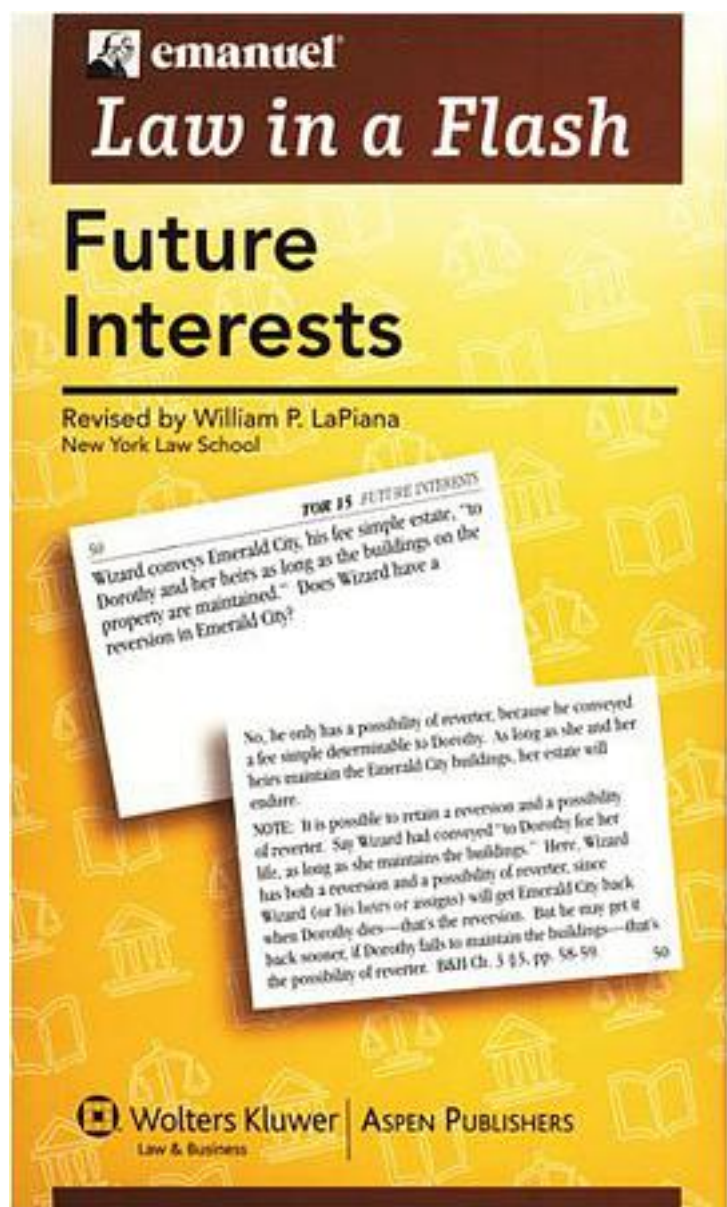 emanuel®
Law in a Flash
Future
Interests
Revised by William P. LaPiana
New York Law School
TOR 15 FUTURE INTERESTS
50
Wizard conveys Emerald City, his fee simple estate, "to
Dorothy and her heirs as long as the buildings on the
property are maintained." Does Wizard have a
reversion in Emerald City?
No, he only has a possibility of reverter, because he conveyed
a fee simple determinable to Dorothy. As long as she and her
heirs maintain the Emerald City buildings, her estate will
endure.
NOTE: It is possible to retain a reversion and a possibility
of reverter. Say Wizard had conveyed "to Dorothy for her
life, as long as she maintains the buildings." Here, Wizard
has both a reversion and a possibility of reverter, since
Wizard (or his heirs or assigns) will get Emerald City back
when Dorothy dies—that's the reversion. But he may get it
back sooner, if Dorothy fails to maintain the buildings—that's
the possibility of reverter. B&H Ch. 3 §3, pp. 58-59
50
Wolters Kluwer
Law & Business
ASPEN PUBLISHERS